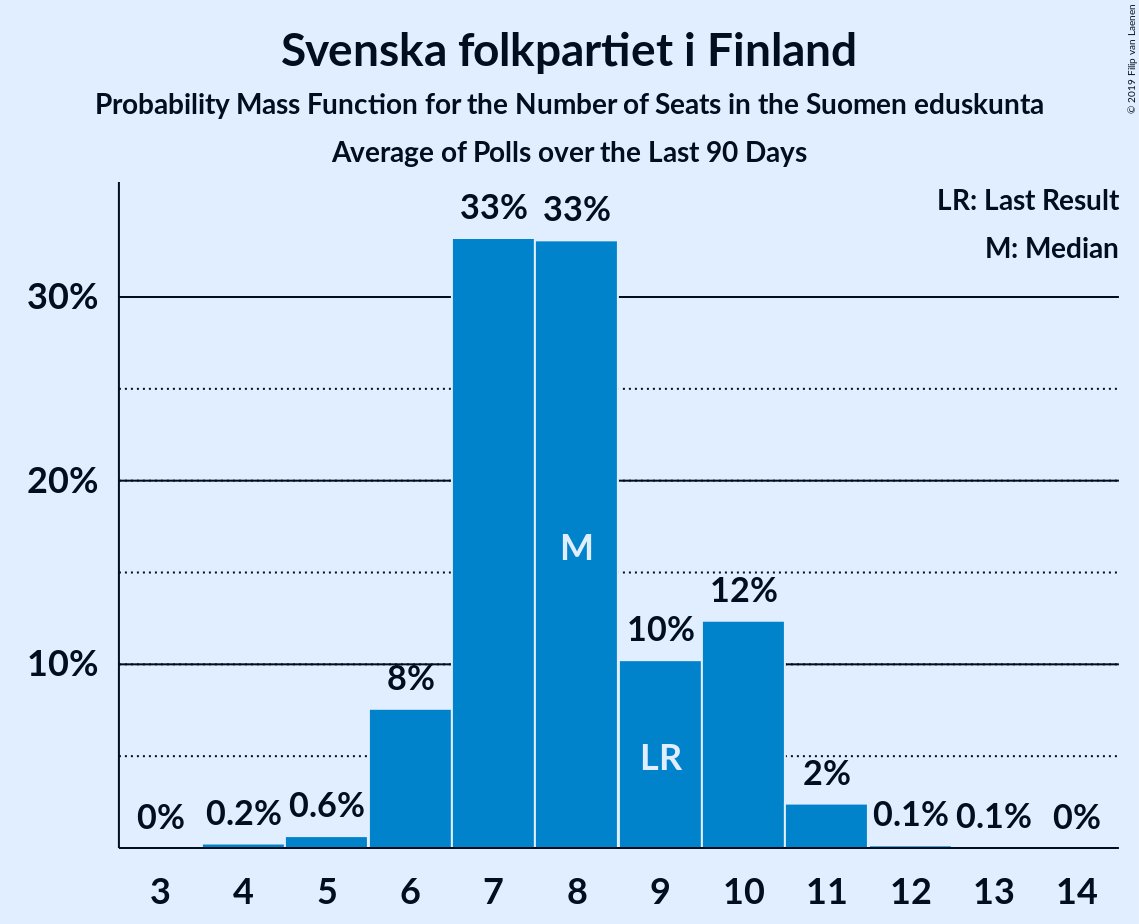 Svenska folkpartiet i Finland
Probability Mass Function for the Number of Seats in the Suomen eduskunta
Average of Polls over the Last 90 Days
© 2019 Filip van Laenen
LR: Last Result
M: Median
33% 33%
30%
20%
M
12%
10%
10%
8%
LR
2%
0% 0.2% 0.6% 0.1% 0.1% 0%
3 4 5 6 7 8 9 10 11 12 13 14